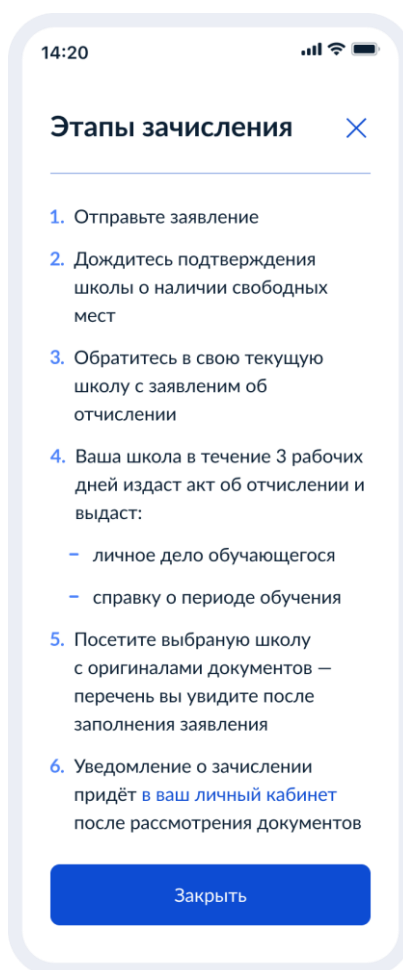 14:20
Этапы зачисления
1. Отправьте заявление
2. Дождитесь подтверждения
школы о наличии свободных
мест
3. Обратитесь в свою текущую
школу с заявленим об
отчислении
4. Ваша школа в течение 3 рабочих
дней издаст акт об отчислении и
выдаст:
– личное дело обучающегося
– справку о периоде обучения
5. Посетите выбраную школу
с оригиналами документов —
перечень вы увидите после
заполнения заявления
6. Уведомление о зачислении
придёт в ваш личный кабинет
после рассмотрения документов
Закрыть